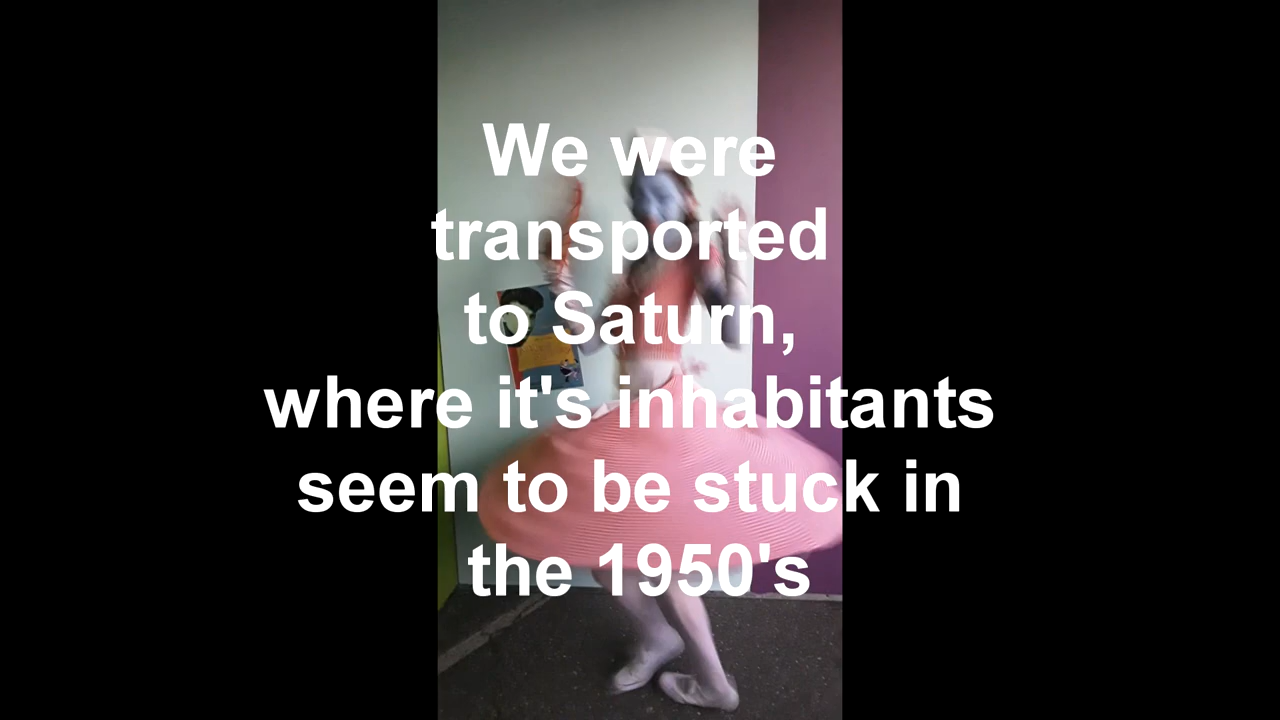 We were
transported
to Saturn,
where it's inhabitants
seem to be stuck in
the 1950's